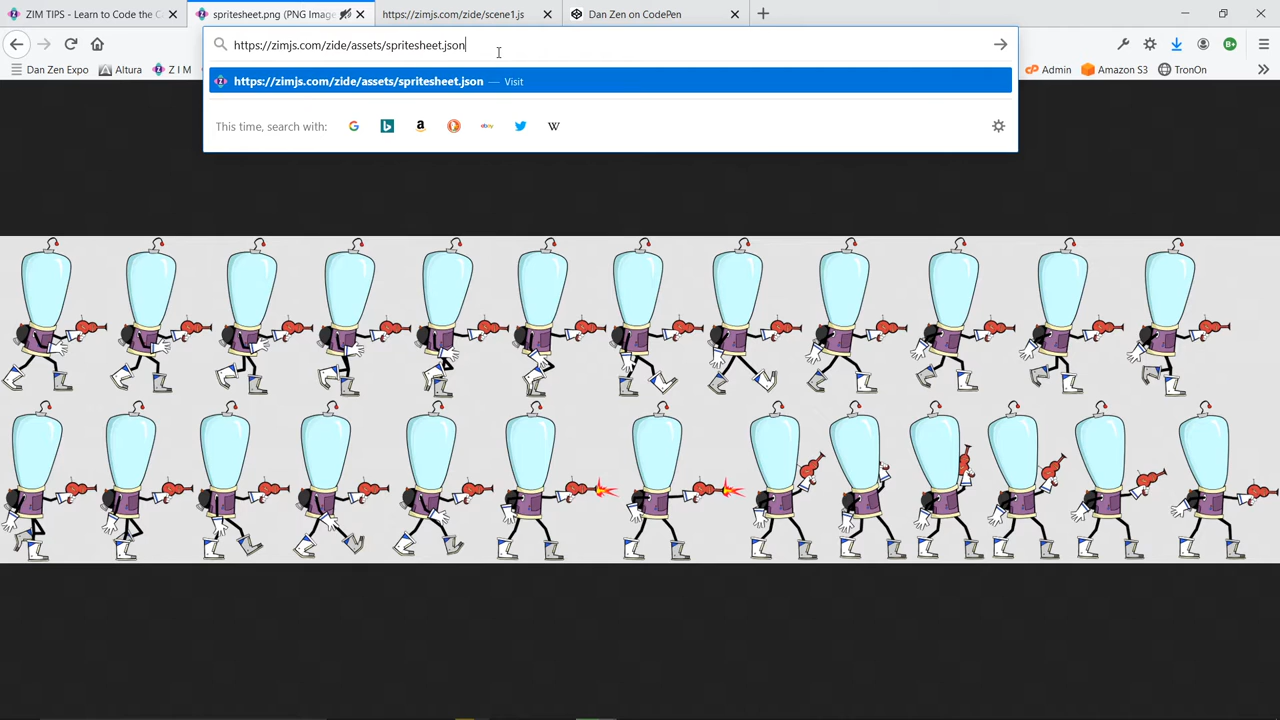 ZIM TIPS - Learn to Code the C
spritesheet.png (PNG Image
https://zimjs.com/zide/scene1.js
Dan Zen on CodePen
https://zimjs.com/zide/assets/spritesheet.json
Dan Zen Expo
Altura
Z I M
Admin
Amazon S3
TronOn
https://zimjs.com/zide/assets/spritesheet.json — Visit
This time, search with: